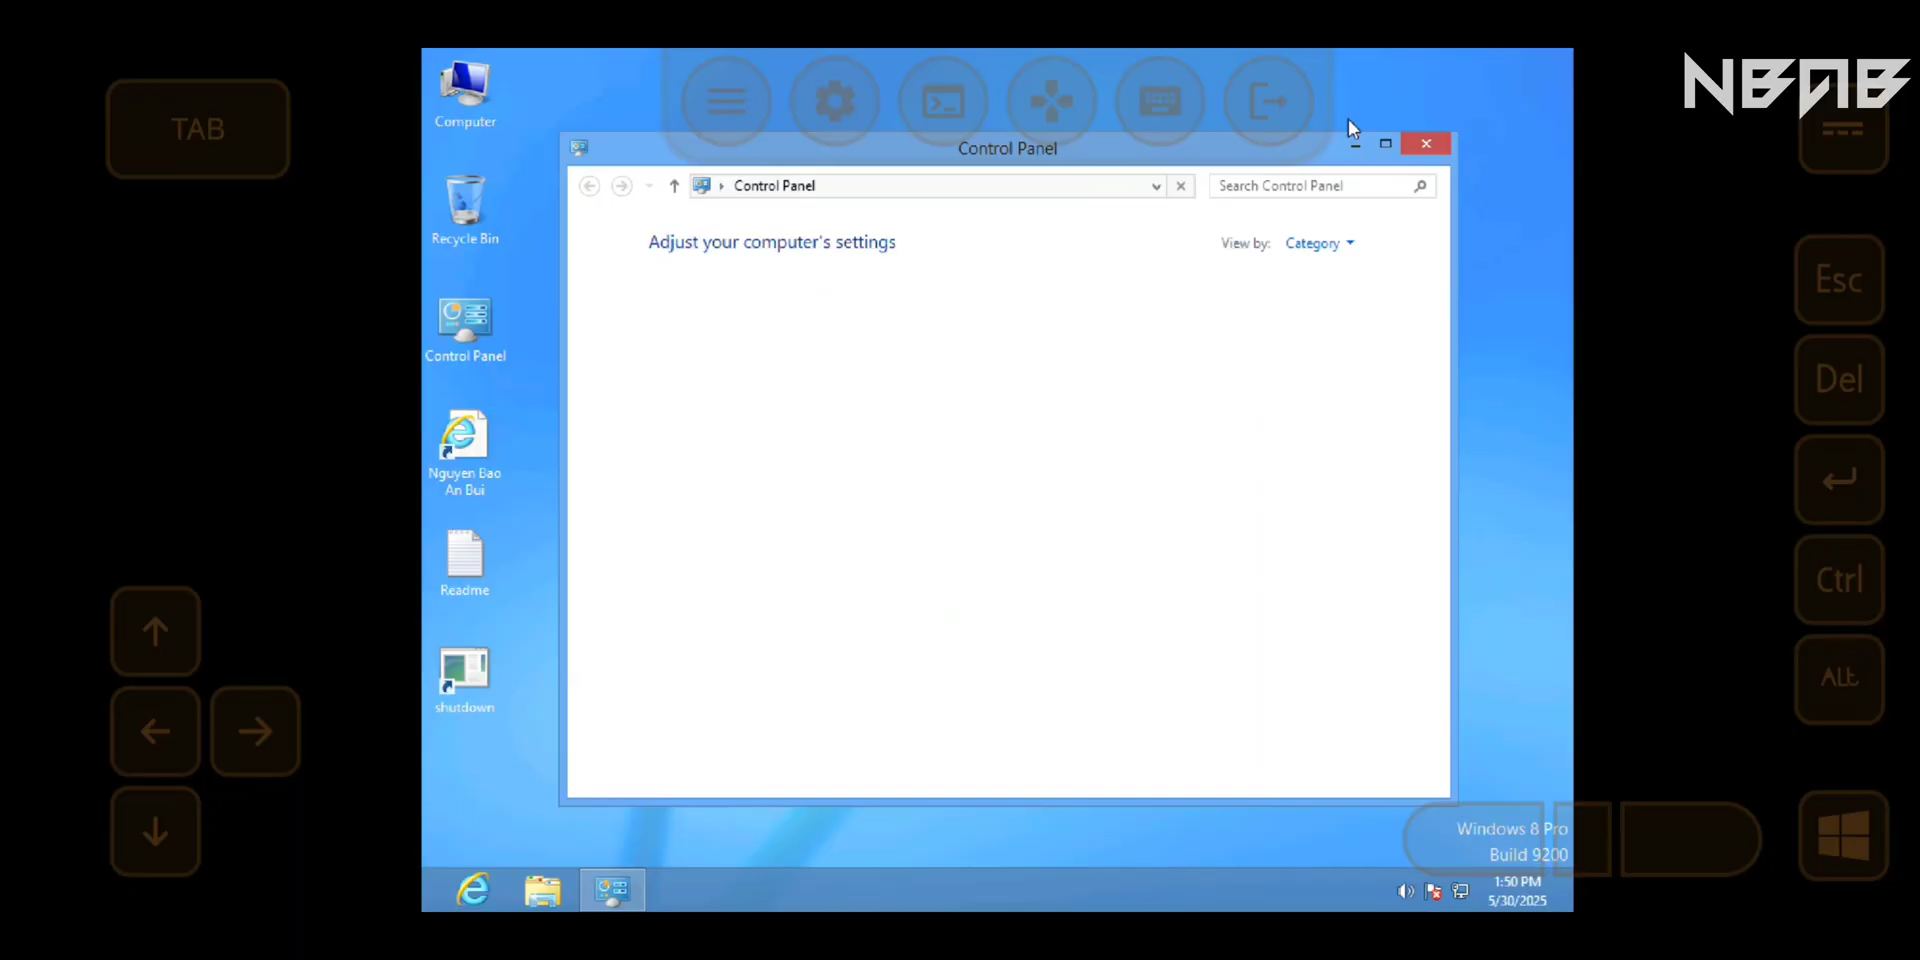 NBAB
TAB
Computer
Control Panel
Control Panel
Search Control Panel
Recycle Bin
Adjust your computer's settings
View by: Category
Esc
Control Panel
Del
Nguyen Bao
An Bui
Readme
Ctrl
shutdown
ALt
Windows 8 Pro
Build 9200
1:50 PM
5/30/2025